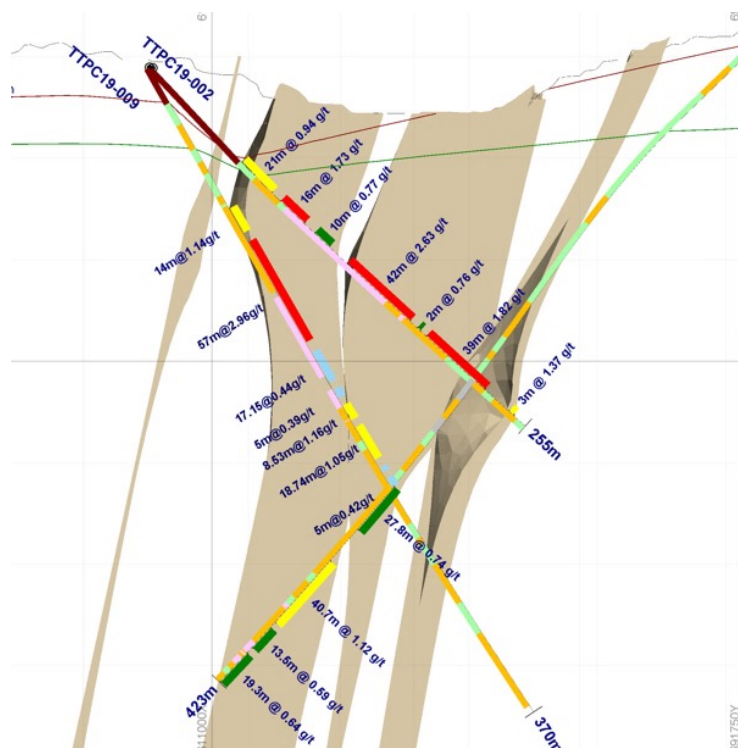 TTPC19-002
TTPC19-009
21m @ 0.94 g/t
16m @ 1.73 g/t
10m @ 0.77 g/t
42m @ 2.63 g/t
2m @ 0.76 g/t
39m @ 1.82 g/t
3m @ 1.37 g/t
255m
14m@1.14g/t
57m@2.96g/t
17.15@0.44g/t
5m@0.39g/t
8.53m@1.16g/t
18.74m@1.05g/t
5m@0.42g/t
27.8m @ 0.74 g/t
40.7m @ 1.12 g/t
13.5m @ 0.59 g/t
19.3m @ 0.64 g/t
423m
370m